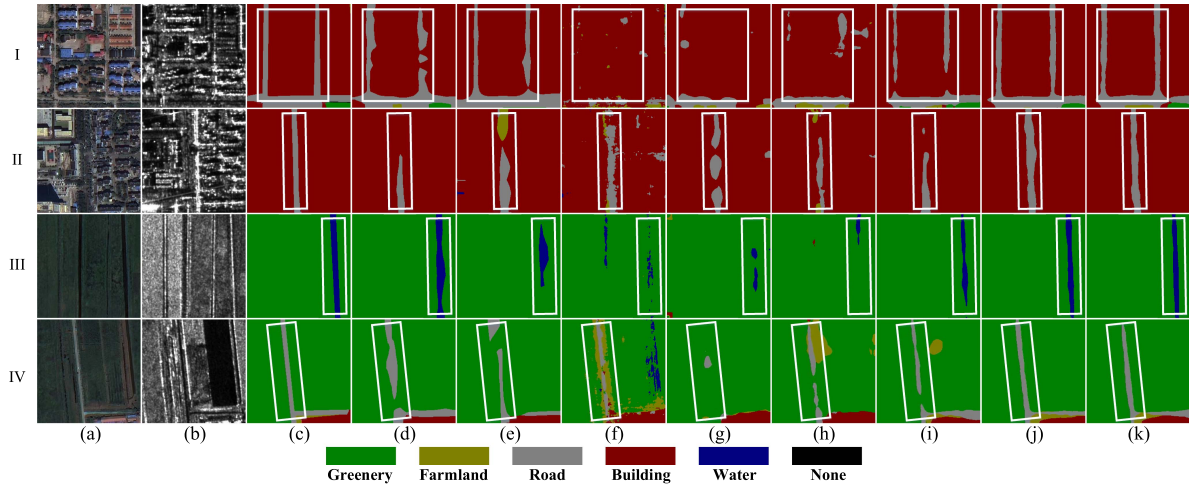 I
II
III
IV
(a) (b) (c) (d) (e) (f) (g) (h) (i) (j) (k)
Greenery Farmland Road Building Water None